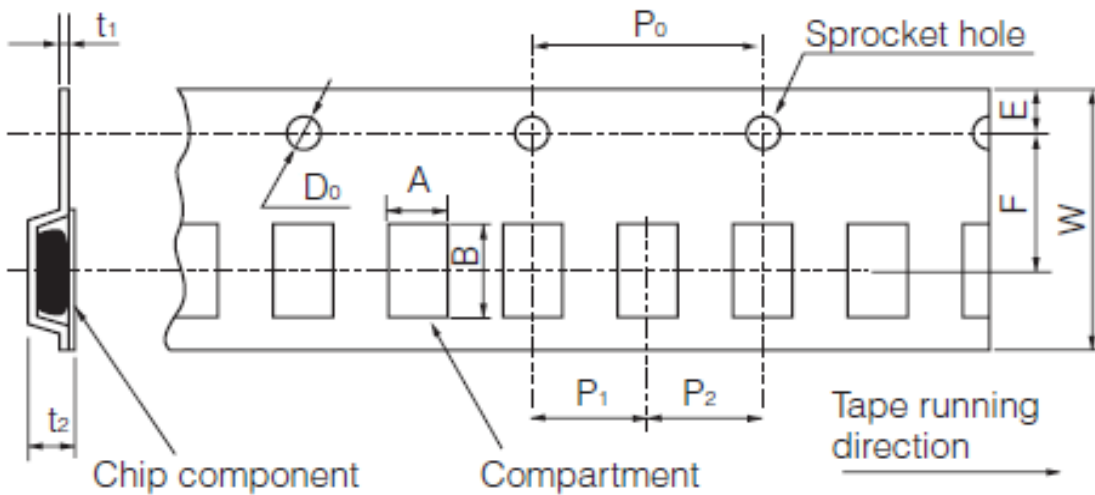 t₁
P₀
Sprocket hole
E
D₀
A
B
F
W
P₁
P₂
t₂
Tape running
direction
Chip component
Compartment